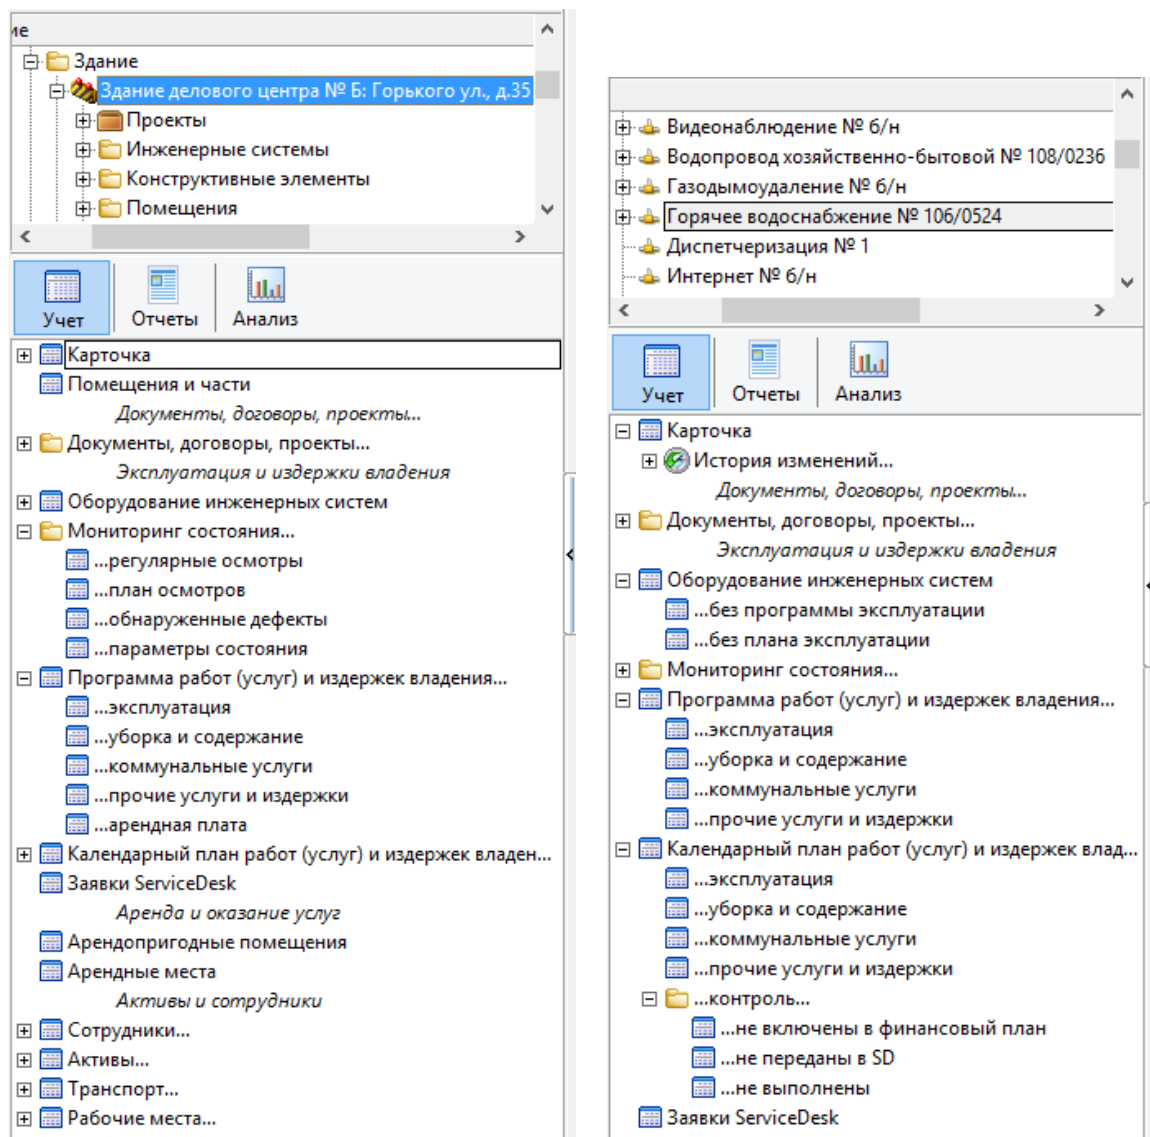 ие
Здание
Здание делового центра № Б: Горького ул., д.35
Проекты
Инженерные системы
Конструктивные элементы
Помещения
Учет
Отчеты
Анализ
Карточка
Помещения и части
Документы, договоры, проекты...
Документы, договоры, проекты...
Эксплуатация и издержки владения
Оборудование инженерных систем
Мониторинг состояния...
...регулярные осмотры
...план осмотров
...обнаруженные дефекты
...параметры состояния
Программа работ (услуг) и издержек владения...
...эксплуатация
...уборка и содержание
...коммунальные услуги
...прочие услуги и издержки
...арендная плата
Календарный план работ (услуг) и издержек владен...
Заявки ServiceDesk
Аренда и оказание услуг
Арендопригодные помещения
Арендные места
Активы и сотрудники
Сотрудники...
Активы...
Транспорт...
Рабочие места...
Видеонаблюдение № б/н
Водопровод хозяйственно-бытовой № 108/0236
Газодымоудаление № б/н
Горячее водоснабжение № 106/0524
Диспетчеризация № 1
Интернет № б/н
Учет
Отчеты
Анализ
Карточка
История изменений...
Документы, договоры, проекты...
Документы, договоры, проекты...
Эксплуатация и издержки владения
Оборудование инженерных систем
...без программы эксплуатации
...без плана эксплуатации
Мониторинг состояния...
Программа работ (услуг) и издержек владения...
...эксплуатация
...уборка и содержание
...коммунальные услуги
...прочие услуги и издержки
Календарный план работ (услуг) и издержек влад...
...эксплуатация
...уборка и содержание
...коммунальные услуги
...прочие услуги и издержки
...контроль...
...не включены в финансовый план
...не переданы в SD
...не выполнены
Заявки ServiceDesk